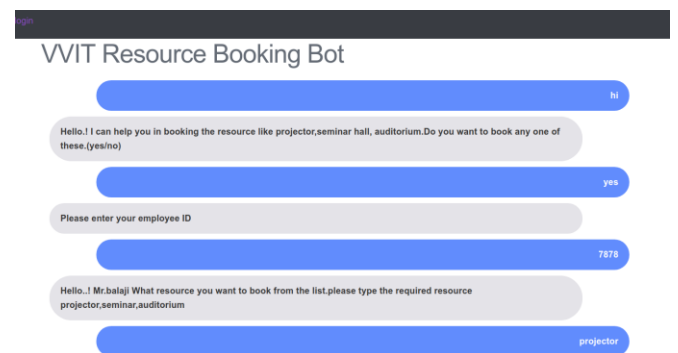 login
VVIT Resource Booking Bot
hi
Hello.! I can help you in booking the resource like projector,seminar hall, auditorium.Do you want to book any one of
these.(yes/no)
yes
Please enter your employee ID
7878
Hello..! Mr.balaji What resource you want to book from the list.please type the required resource
projector,seminar,auditorium
projector